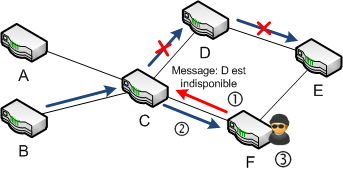 D
A
E
Message: D est
indisponible
①
C
②
B
F
③